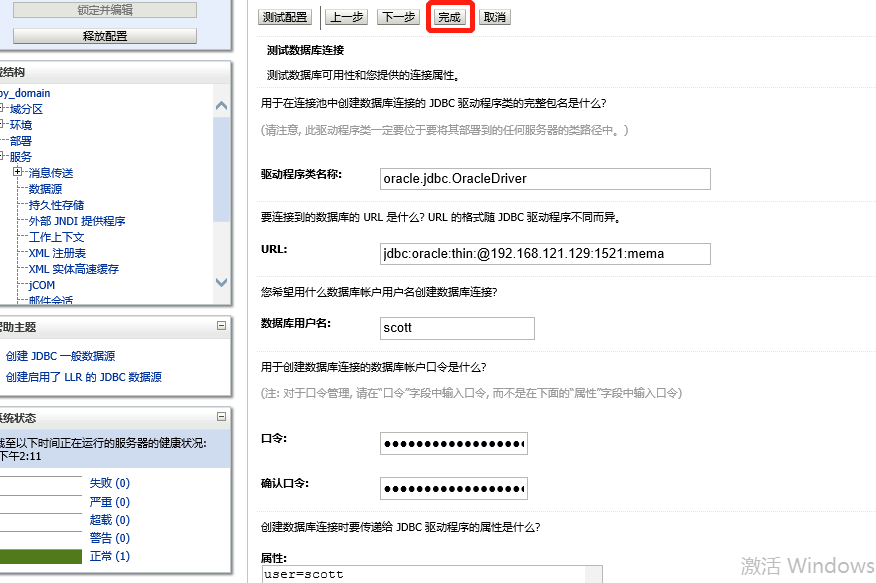 锁定并编辑
释放配置
结构
by_domain
域分区
环境
部署
服务
消息传送
数据源
持久性存储
外部 JNDI 提供程序
工作上下文
XML 注册表
XML 实体高速缓存
jCOM
邮件会话
帮助主题
创建 JDBC 一般数据源
创建启用了 LLR 的 JDBC 数据源
系统状态
截至以下时间正在运行的服务器的健康状况:
下午2:11
失败 (0)
严重 (0)
超载 (0)
警告 (0)
正常 (1)
测试配置 上一步 下一步 完成 取消
测试数据库连接
测试数据库可用性和您提供的连接属性。
用于在连接池中创建数据库连接的 JDBC 驱动程序类的完整包名是什么?
(请注意, 此驱动程序类一定要位于要将其部署到的任何服务器的类路径中。)
驱动程序类名称: oracle.jdbc.OracleDriver
要连接到的数据库的 URL 是什么? URL 的格式随 JDBC 驱动程序不同而异。
URL: jdbc:oracle:thin:@192.168.121.129:1521:mema
您希望用什么数据库帐户用户名创建数据库连接?
数据库用户名: scott
用于创建数据库连接的数据库帐户口令是什么?
(注: 对于口令管理, 请在“口令”字段中输入口令, 而不是在下面的“属性”字段中输入口令)
口令: ●●●●●●●●●●●●●●●●●
确认口令: ●●●●●●●●●●●●●●●●●
创建数据库连接时要传递给 JDBC 驱动程序的属性是什么?
属性:
user=scott
激活 Windows